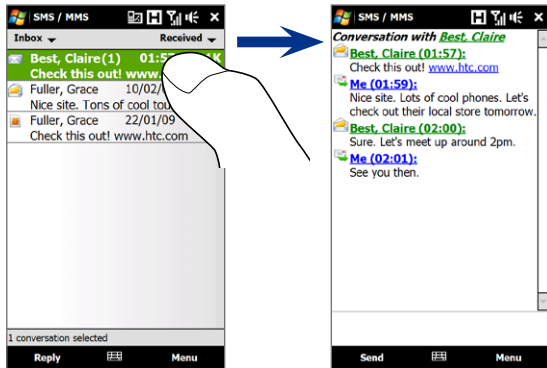 SMS / MMS
Inbox Received
Best, Claire(1) 01:5 K
Check this out! www.
Fuller, Grace 10/02/
Nice site. Tons of cool tou
Fuller, Grace 22/01/09
Check this out! www.htc.com
1 conversation selected
Reply Menu
SMS / MMS
Conversation with Best, Claire
Best, Claire (01:57):
Check this out! www.htc.com
Me (01:59):
Nice site. Lots of cool phones. Let's
check out their local store tomorrow.
Best, Claire (02:00):
Sure. Let's meet up around 2pm.
Me (02:01):
See you then.
Send Menu